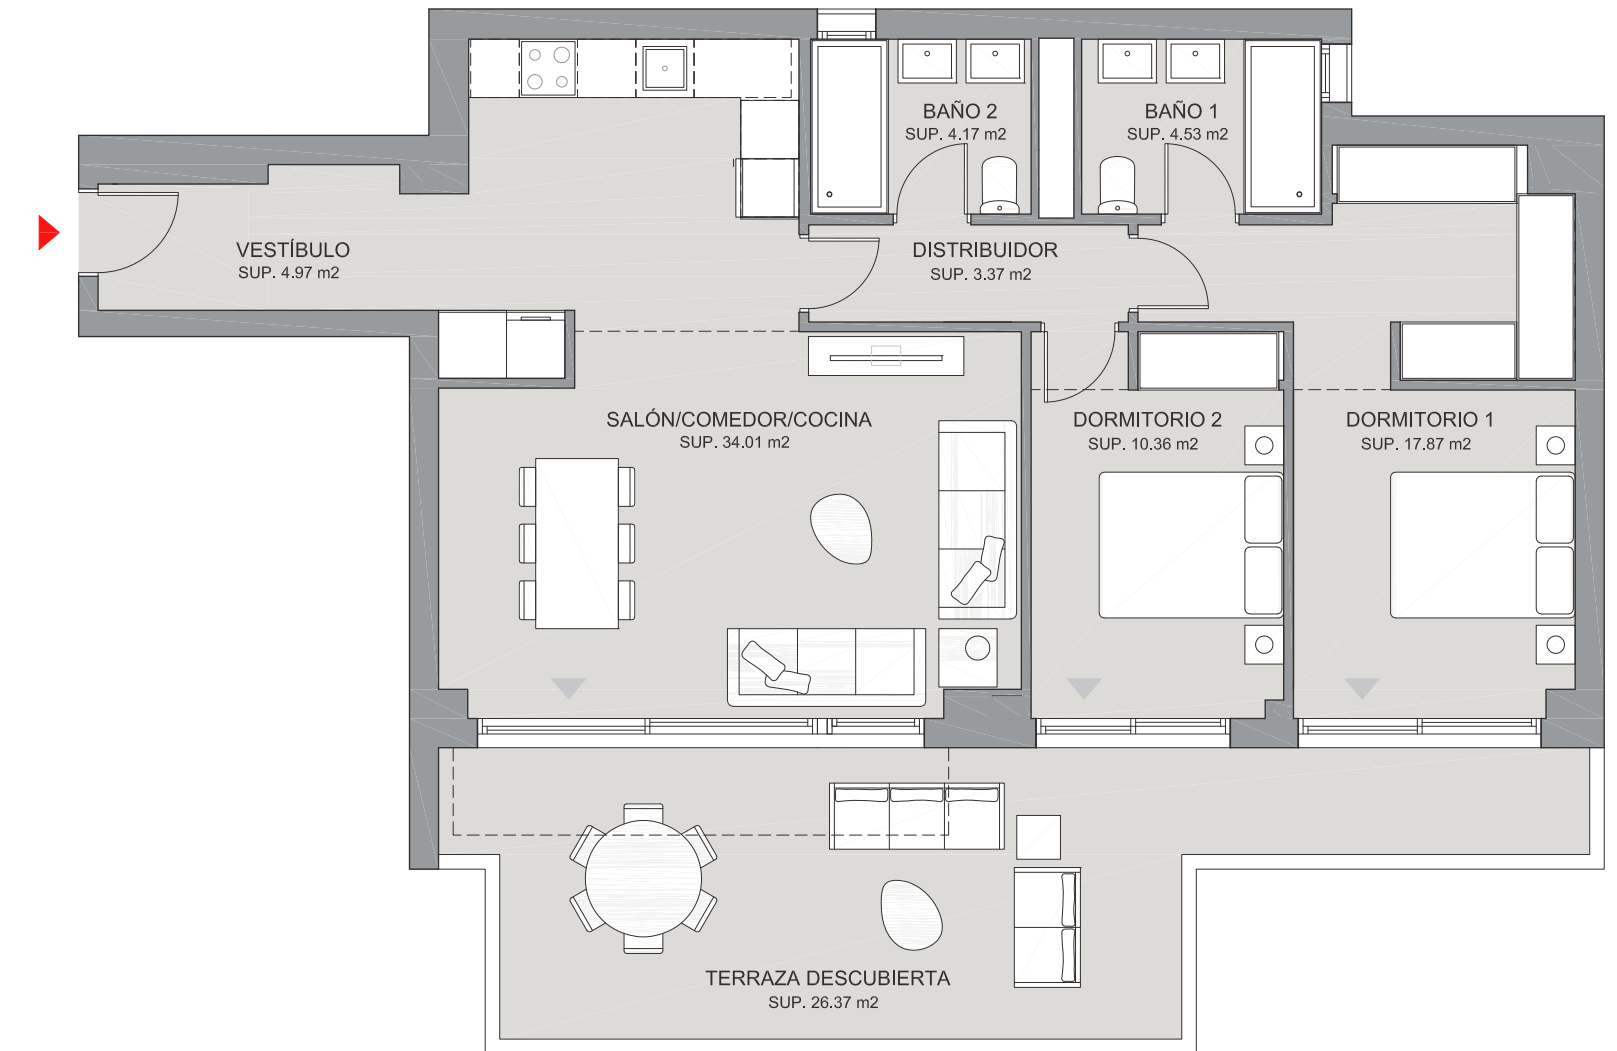 BAÑO 2
SUP. 4.17 m2
BAÑO 1
SUP. 4.53 m2
VESTÍBULO
SUP. 4.97 m2
DISTRIBUIDOR
SUP. 3.37 m2
SALÓN/COMEDOR/COCINA
SUP. 34.01 m2
DORMITORIO 2
SUP. 10.36 m2
DORMITORIO 1
SUP. 17.87 m2
TERRAZA DESCUBIERTA
SUP. 26.37 m2